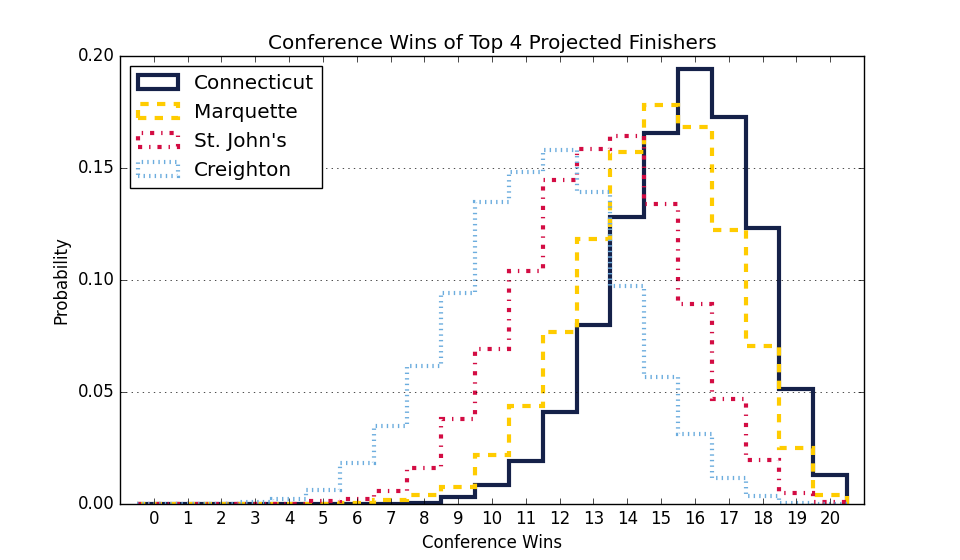 Conference Wins of Top 4 Projected Finishers
Connecticut
Marquette
St. John's
Creighton
0.20
0.15
0.10
0.05
0.00
Probability
0 1 2 3 4 5 6 7 8 9 10 11 12 13 14 15 16 17 18 19 20
Conference Wins